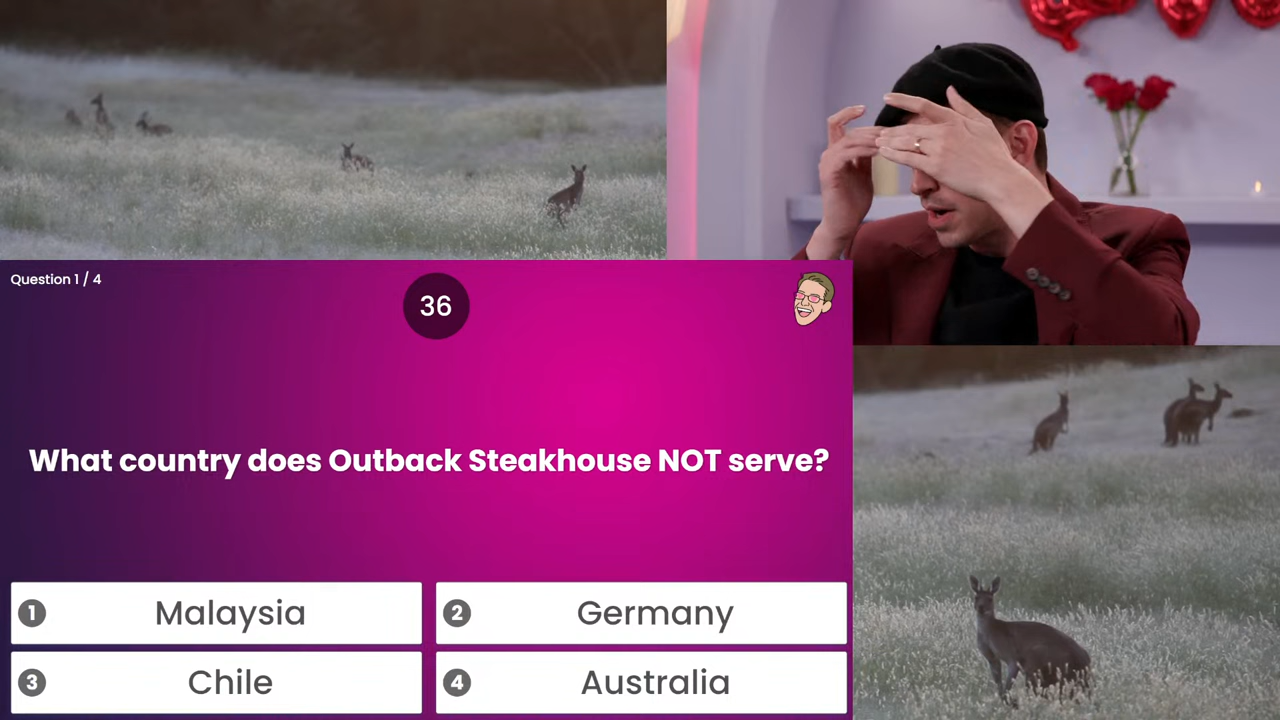 Question 1 / 4
36
What country does Outback Steakhouse NOT serve?
1 Malaysia
2 Germany
3 Chile
4 Australia